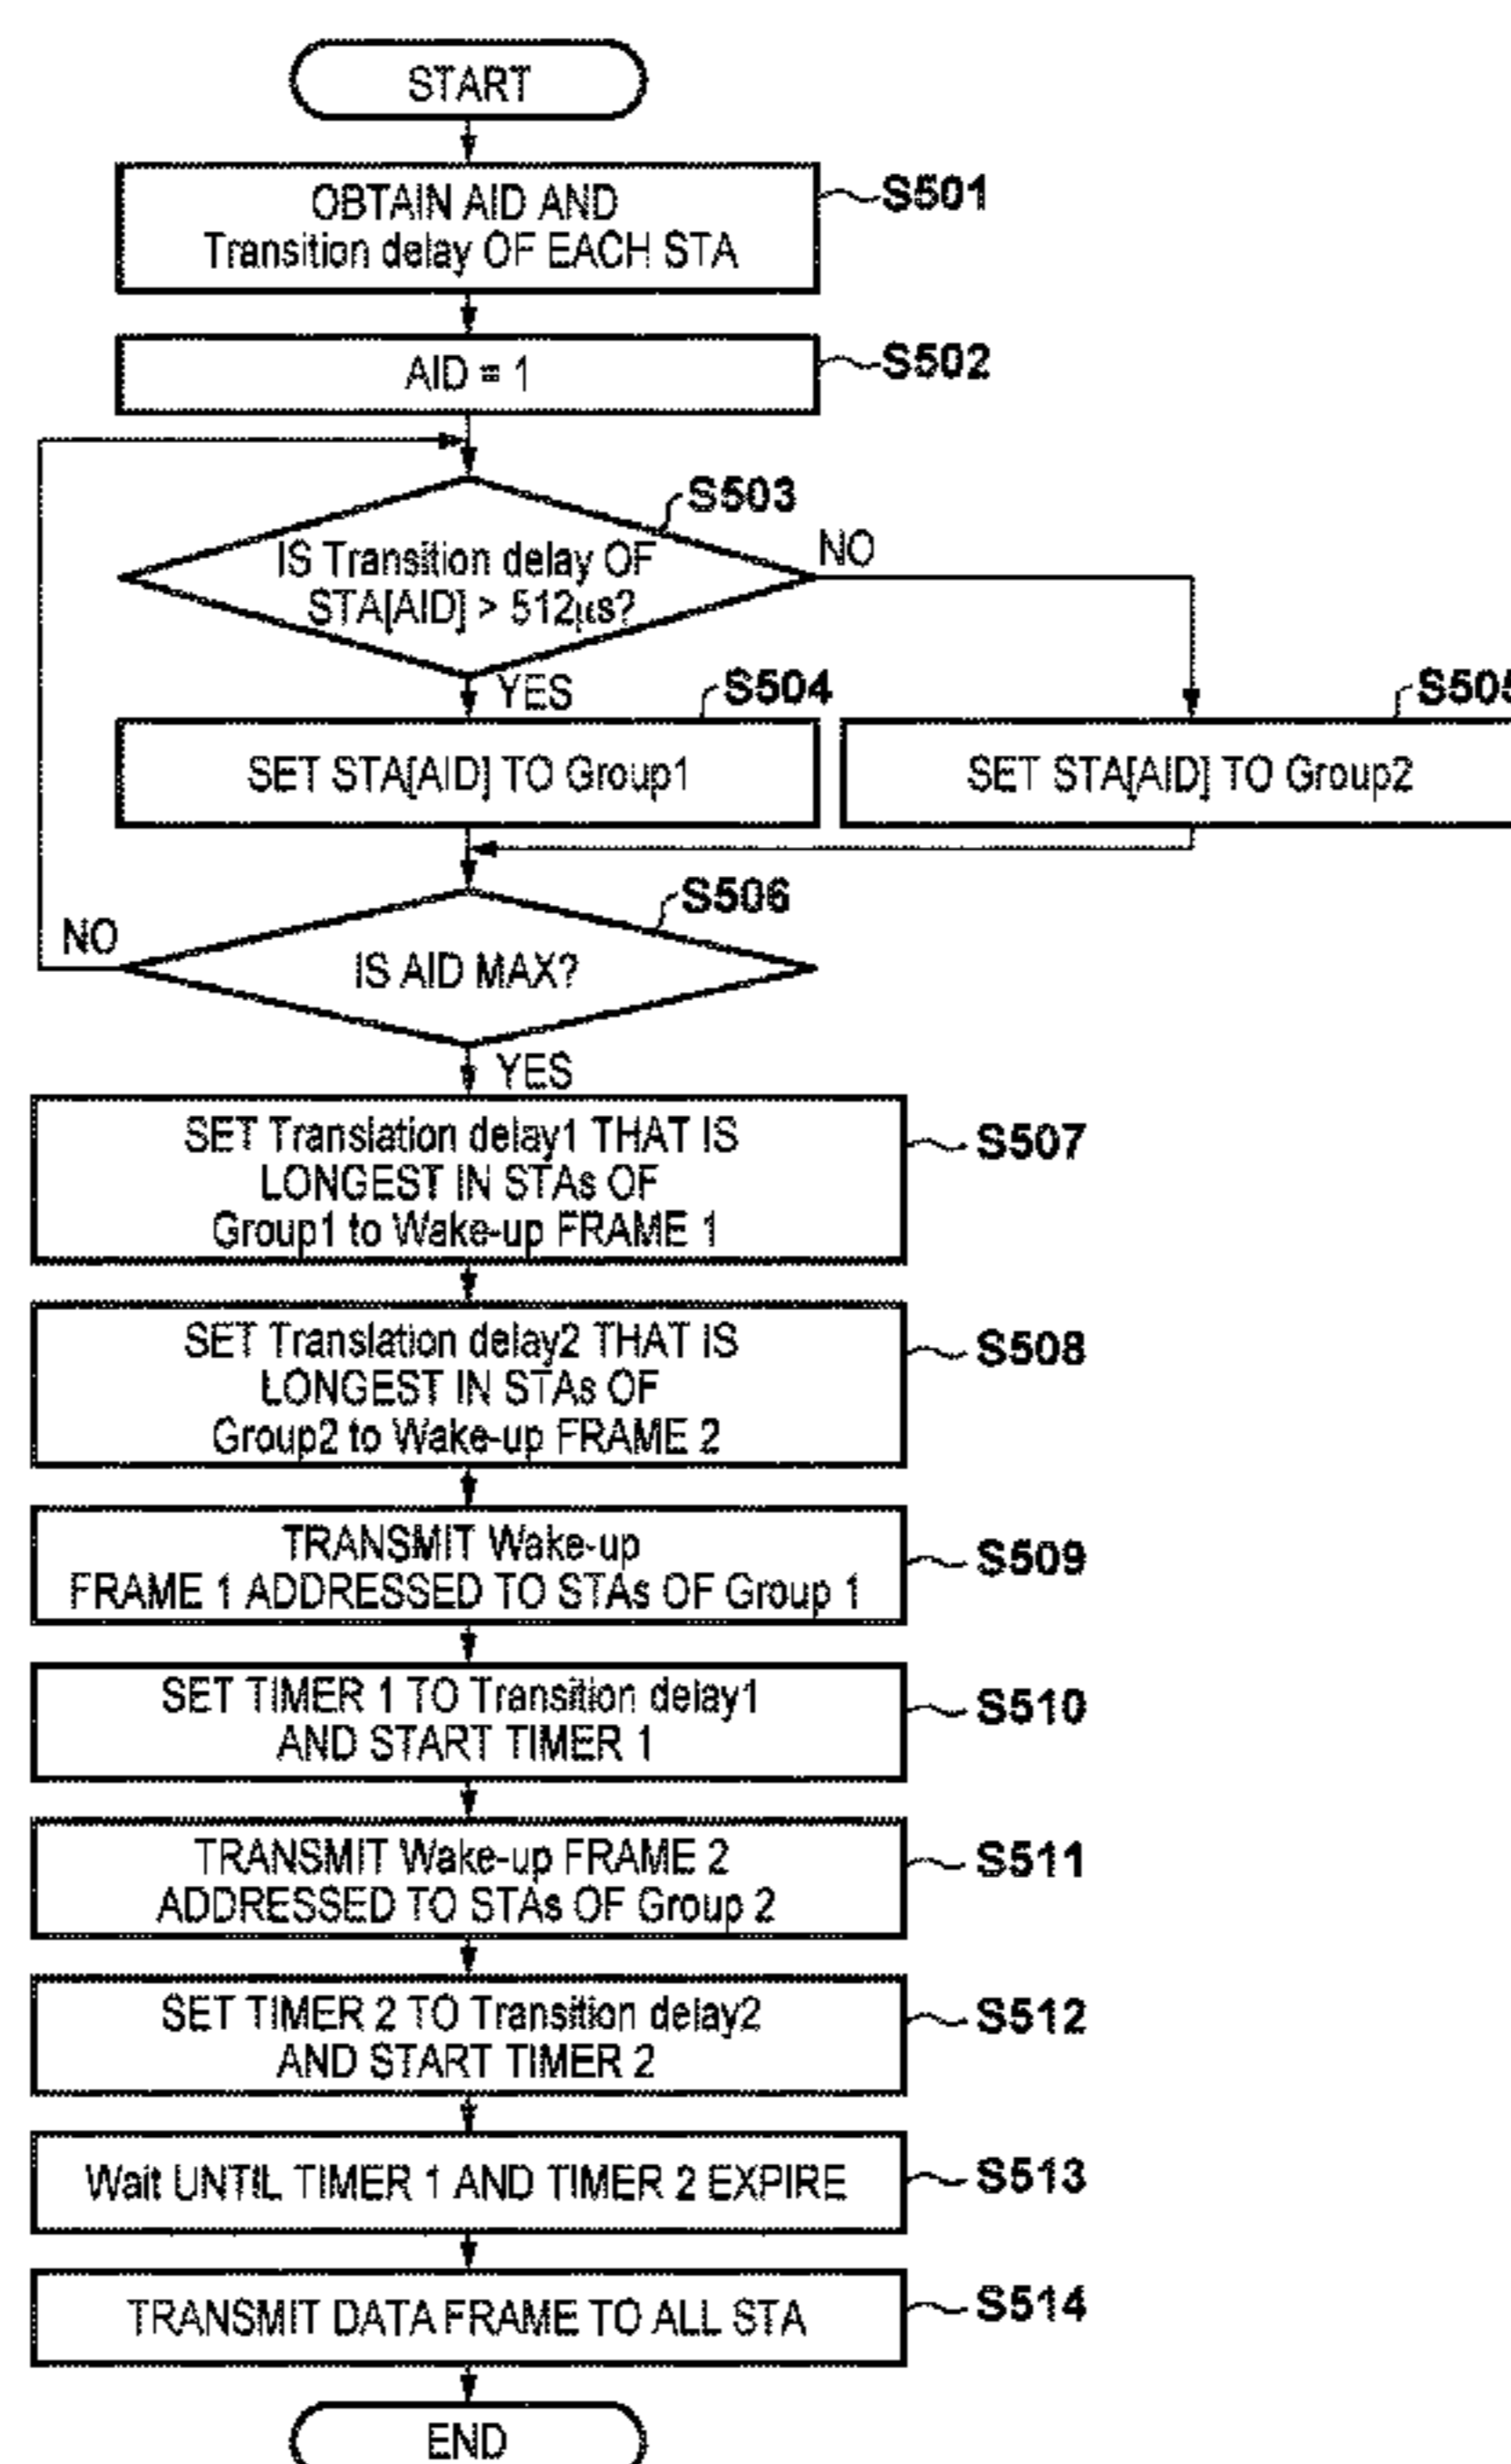 START
OBTAIN AID AND
Transition delay OF EACH STA
S501
AID = 1
S502
S503
IS Transition delay OF
STA[AID] > 512μs?
NO
YES
S504
SET STA[AID] TO Group1
S505
SET STA[AID] TO Group2
S506
IS AID MAX?
NO
YES
SET Translation delay1 THAT IS
LONGEST IN STAs OF
Group1 to Wake-up FRAME 1
S507
SET Translation delay2 THAT IS
LONGEST IN STAs OF
Group2 to Wake-up FRAME 2
S508
TRANSMIT Wake-up
FRAME 1 ADDRESSED TO STAs OF Group 1
S509
SET TIMER 1 TO Transition delay1
AND START TIMER 1
S510
TRANSMIT Wake-up FRAME 2
ADDRESSED TO STAs OF Group 2
S511
SET TIMER 2 TO Transition delay2
AND START TIMER 2
S512
Wait UNTIL TIMER 1 AND TIMER 2 EXPIRE
S513
TRANSMIT DATA FRAME TO ALL STA
S514
END